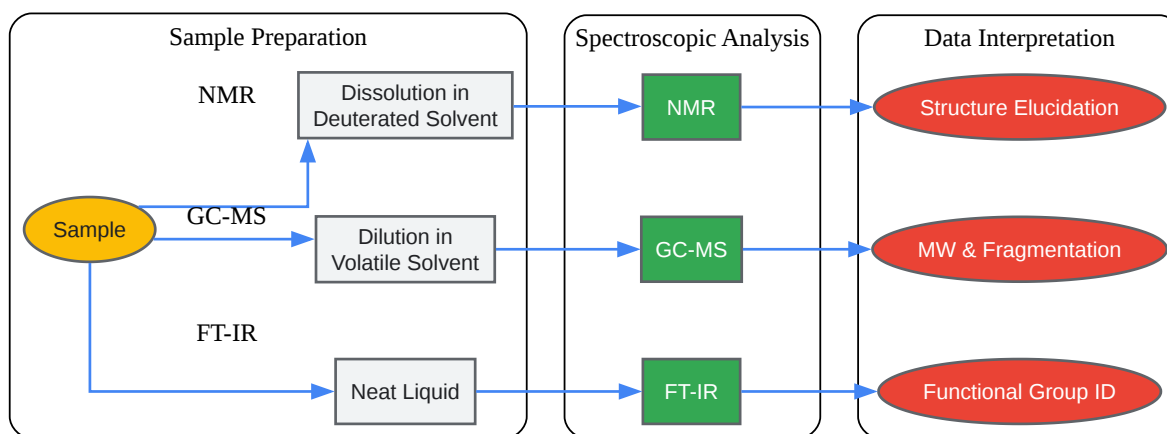 Sample Preparation
Spectroscopic Analysis
Data Interpretation
NMR
Dissolution in
Deuterated Solvent
NMR
Structure Elucidation
Sample
GC-MS
Dilution in
Volatile Solvent
GC-MS
MW & Fragmentation
FT-IR
Neat Liquid
FT-IR
Functional Group ID